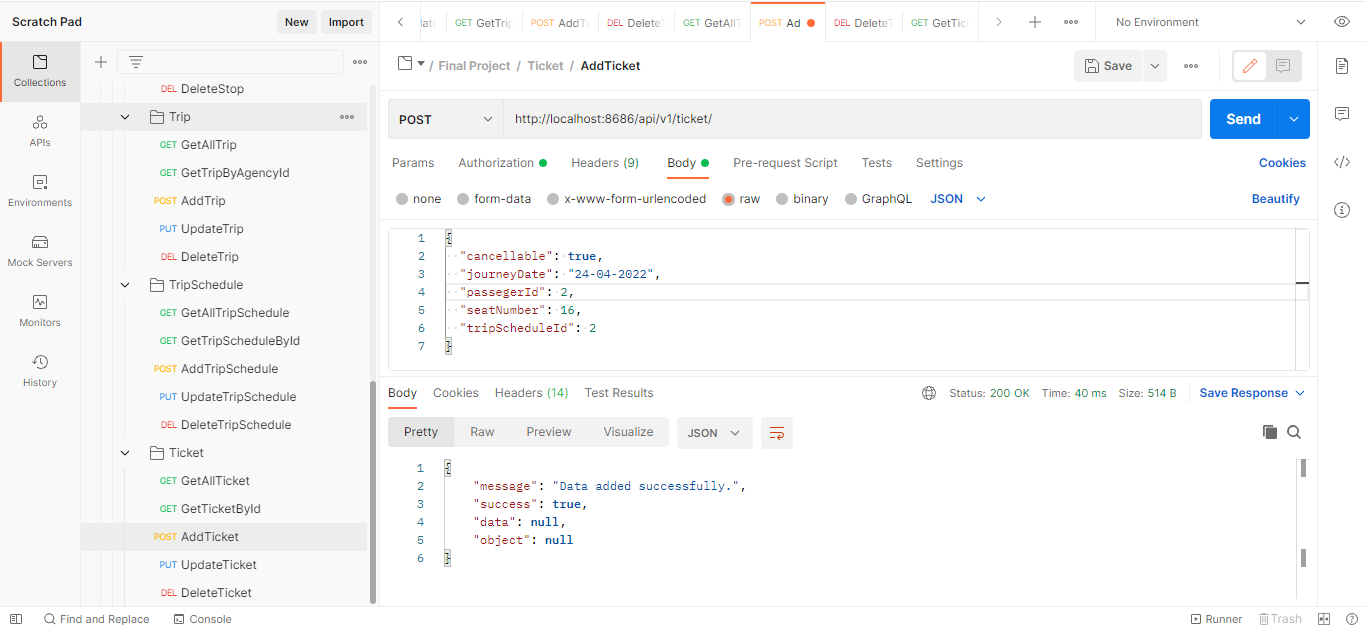 Scratch Pad
New
Import
GetTrip
POST AddT
DEL Delete
GET GetAllT
POST Ad
DEL Delete
GET GetTic
No Environment
Collections
APIs
Environments
Mock Servers
Monitors
History
DEL DeleteStop
Trip
GET GetAllTrip
GET GetTripByAgencyId
POST AddTrip
PUT UpdateTrip
DEL DeleteTrip
TripSchedule
GET GetAllTripSchedule
GET GetTripScheduleById
POST AddTripSchedule
PUT UpdateTripSchedule
DEL DeleteTripSchedule
Ticket
GET GetAllTicket
GET GetTicketById
POST AddTicket
PUT UpdateTicket
DEL DeleteTicket
/ Final Project / Ticket / AddTicket
Save
POST
http://localhost:8686/api/v1/ticket/
Send
Params Authorization Headers (9) Body Pre-request Script Tests Settings
Cookies
none form-data x-www-form-urlencoded raw binary GraphQL JSON
Beautify
1 {
2 "cancellable": true,
3 "journeyDate": "24-04-2022",
4 "passegerId": 2,
5 "seatNumber": 16,
6 "tripScheduleId": 2
7 }
Body Cookies Headers (14) Test Results
Status: 200 OK Time: 40 ms Size: 514 B
Save Response
Pretty Raw Preview Visualize JSON
1 {
2 "message": "Data added successfully.",
3 "success": true,
4 "data": null,
5 "object": null
6 }
Find and Replace
Console
Runner
Trash